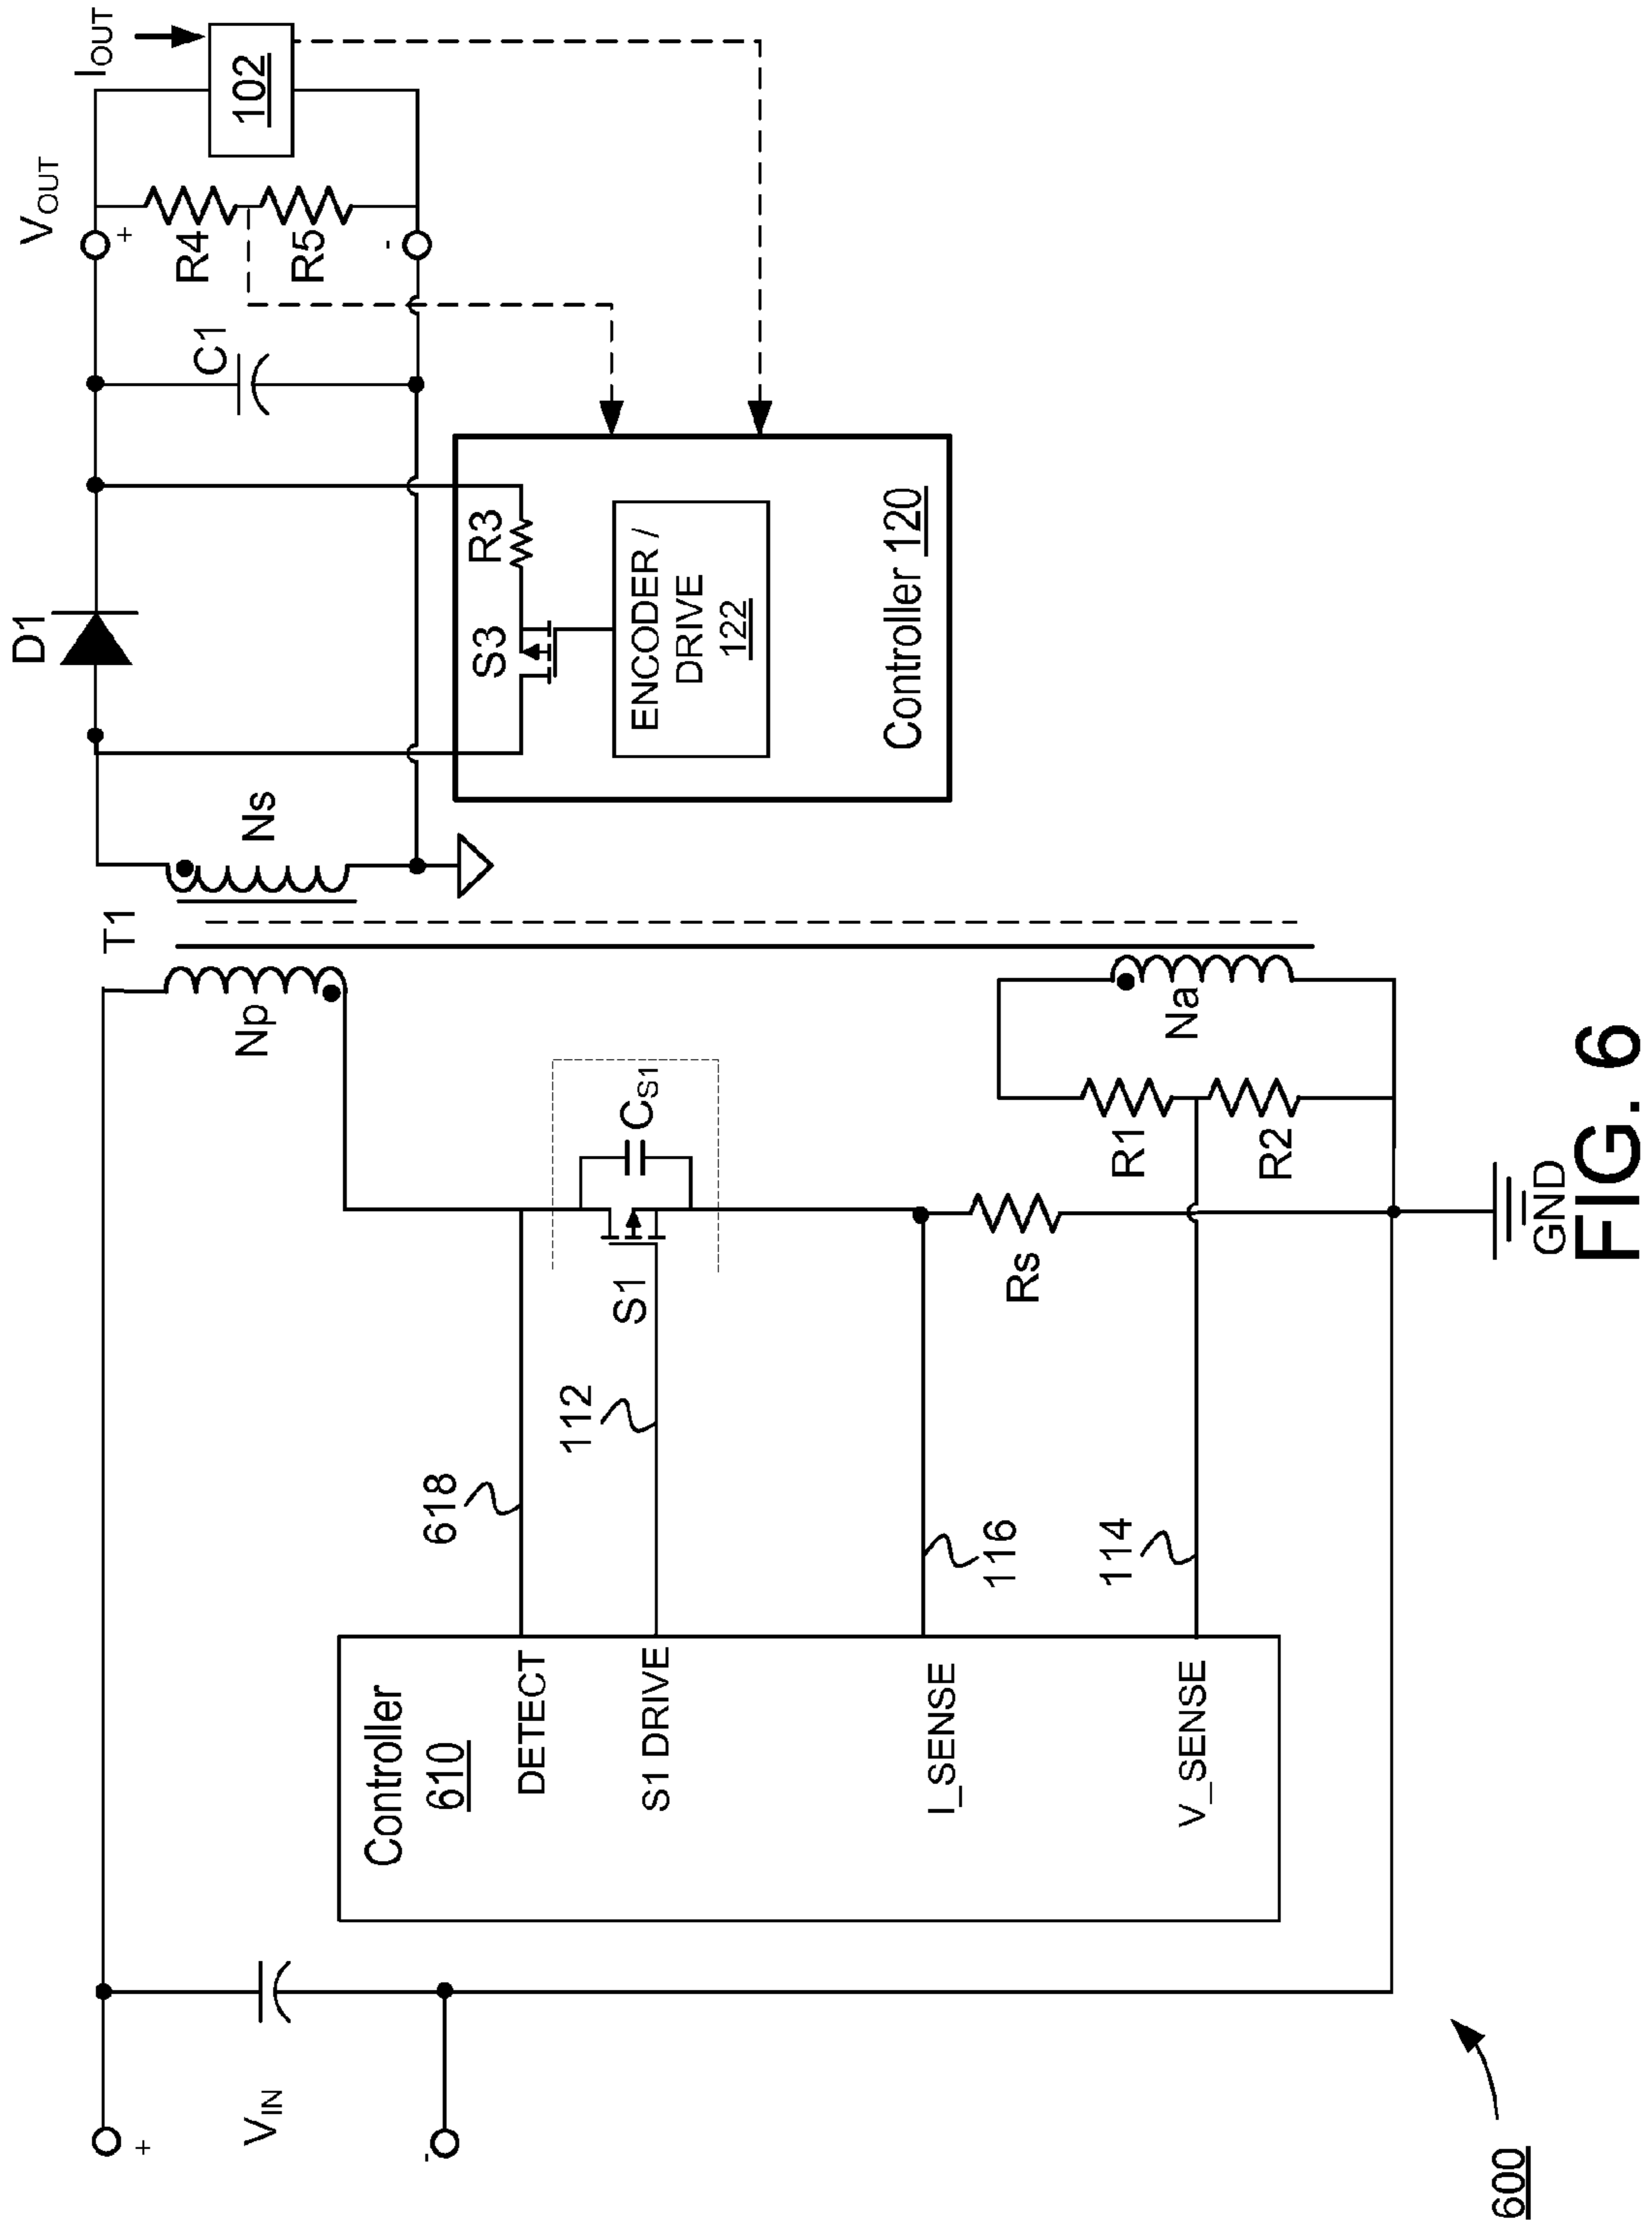 T1
D1
V_OUT
I_OUT
+
+
V_IN
-
Np
Ns
C1
R4
R5
102
-
Controller
610
DETECT
618
S1 DRIVE
112
S1
C_S1
S3
R3
ENCODER /
DRIVE
122
Controller 120
I_SENSE
116
Rs
V_SENSE
114
R1
R2
Na
GND
600
FIG. 6